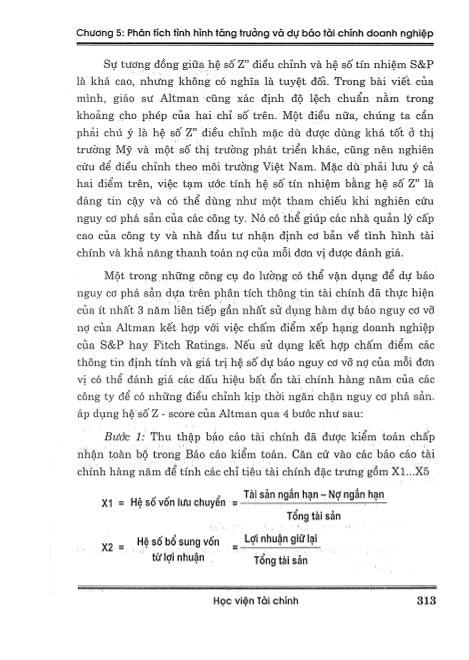 Chương 5: Phân tích tình hình tăng trưởng và dự báo tài chính doanh nghiệp
Sự tương đồng giữa hệ số Z” điều chỉnh và hệ số tín nhiệm S&P
là khá cao, nhưng không có nghĩa là tuyệt đối. Trong bài viết của
mình, giáo sư Altman cũng xác định độ lệch chuẩn nằm trong
khoảng cho phép của hai chỉ số trên. Một điều nữa, chúng ta cần
phải chú ý là hệ số Z” điều chỉnh mặc dù được dùng khá tốt ở thị
trường Mỹ và một số thị trường phát triển khác, cũng nên nghiên
cứu để điều chỉnh theo môi trường Việt Nam. Mặc dù phải lưu ý cả
hai điểm trên, việc tạm ước tính hệ số tín nhiệm bằng hệ số Z” là
đáng tin cậy và có thể dùng như một tham chiếu khi nghiên cứu
nguy cơ phá sản của các công ty. Nó có thể giúp các nhà quản lý cấp
cao của công ty và nhà đầu tư nhận định cơ bản về tình hình tài
chính và khả năng thanh toán nợ của mỗi đơn vị được đánh giá.
Một trong những công cụ đo lường có thể vận dụng để dự báo
nguy cơ phá sản dựa trên phân tích thông tin tài chính đã thực hiện
của ít nhất 3 năm liên tiếp gần nhất sử dụng hàm dự báo nguy cơ vỡ
nợ của Altman kết hợp với việc chấm điểm xếp hạng doanh nghiệp
của S&P hay Fitch Ratings. Nếu sử dụng kết hợp chấm điểm các
thông tin định tính và giá trị hệ số dự báo nguy cơ vỡ nợ của mỗi đơn
vị có thể đánh giá các dấu hiệu bất ổn tài chính hàng năm của các
công ty để có những điều chỉnh kịp thời ngăn chặn nguy cơ phá sản.
áp dụng hệ số Z - score của Altman qua 4 bước như sau:
Bước 1: Thu thập báo cáo tài chính đã được kiểm toán chấp
nhận toàn bộ trong Báo cáo kiểm toán. Căn cứ vào các báo cáo tài
chính hàng năm để tính các chỉ tiêu tài chính đặc trưng gồm X1...X5
X1 = Hệ số vốn lưu chuyển = Tài sản ngắn hạn – Nợ ngắn hạn
Tổng tài sản
X2 = Hệ số bổ sung vốn từ lợi nhuận = Lợi nhuận giữ lại
Tổng tài sản
Học viện Tài chính 313